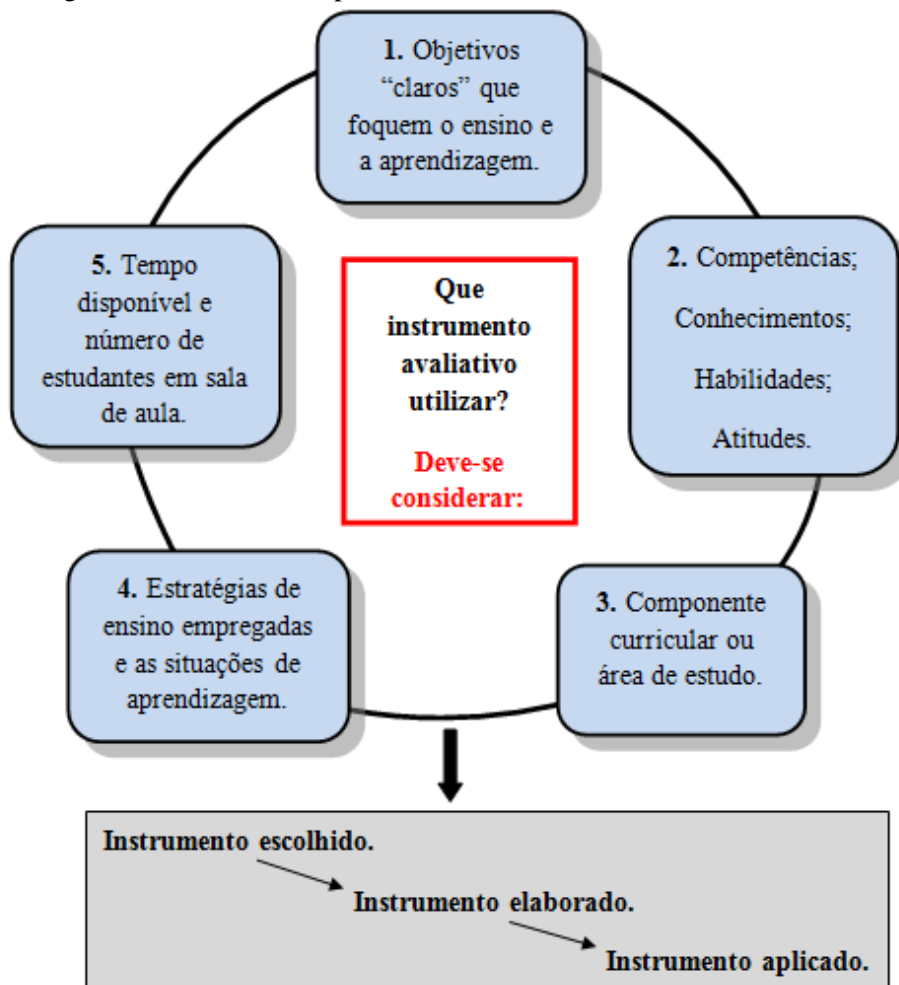 1. Objetivos
“claros” que
foquem o ensino e
a aprendizagem.
5. Tempo
disponível e
número de
estudantes em sala
de aula.
Que
instrumento
avaliativo
utilizar?
Deve-se
considerar:
2. Competências;
Conhecimentos;
Habilidades;
Atitudes.
4. Estratégias de
ensino empregadas
e as situações de
aprendizagem.
3. Componente
curricular ou
área de estudo.
Instrumento escolhido.
Instrumento elaborado.
Instrumento aplicado.